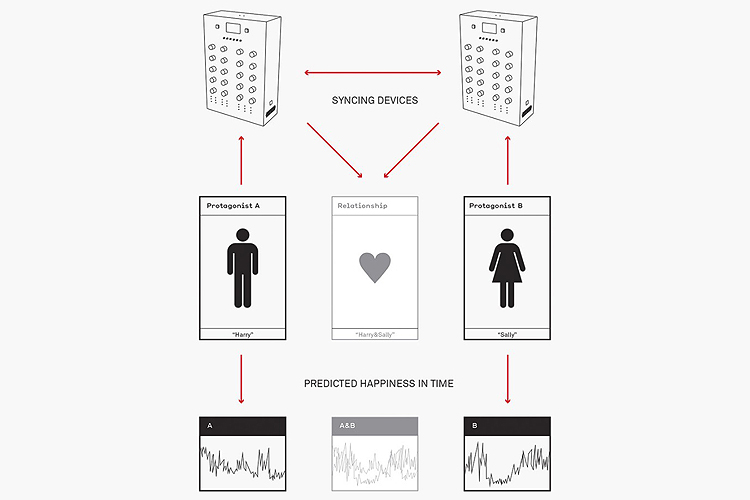 SYNCING DEVICES
Protagonist A
Relationship
Protagonist B
"Harry"
"Harry&Sally"
"Sally"
PREDICTED HAPPINESS IN TIME
A
A&B
B